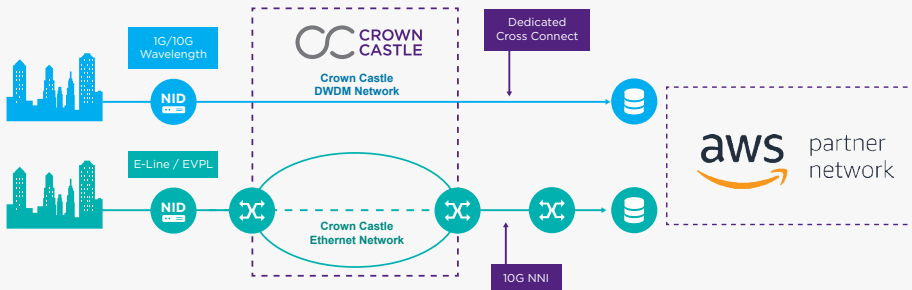 1G/10G
Wavelength
NID
CROWN
CASTLE
Crown Castle
DWDM Network
Dedicated
Cross Connect
E-Line / EVPL
NID
Crown Castle
Ethernet Network
10G NNI
aws
partner
network